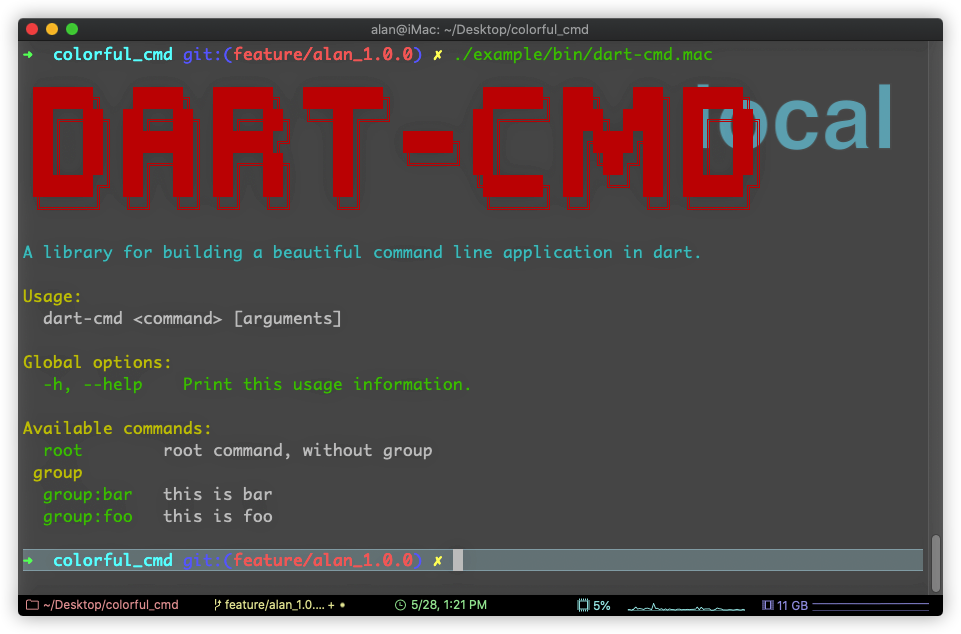 alan@iMac: ~/Desktop/colorful_cmd
➜ colorful_cmd git:(feature/alan_1.0.0) ✗ ./example/bin/dart-cmd.mac
DART-CMD
local
A library for building a beautiful command line application in dart.
Usage:
dart-cmd <command> [arguments]
Global options:
-h, --help Print this usage information.
Available commands:
root root command, without group
group
group:bar this is bar
group:foo this is foo
➜ colorful_cmd git:(feature/alan_1.0.0) ✗
~/Desktop/colorful_cmd feature/alan_1.0.… + • 5/28, 1:21 PM 5% 11 GB